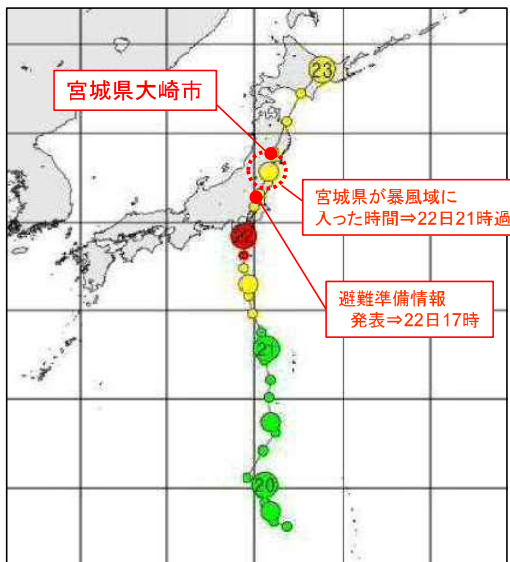 23
宮城県大崎市
宮城県が暴風域に
入った時間⇒22日21時過
避難準備情報
発表⇒22日17時
21
20